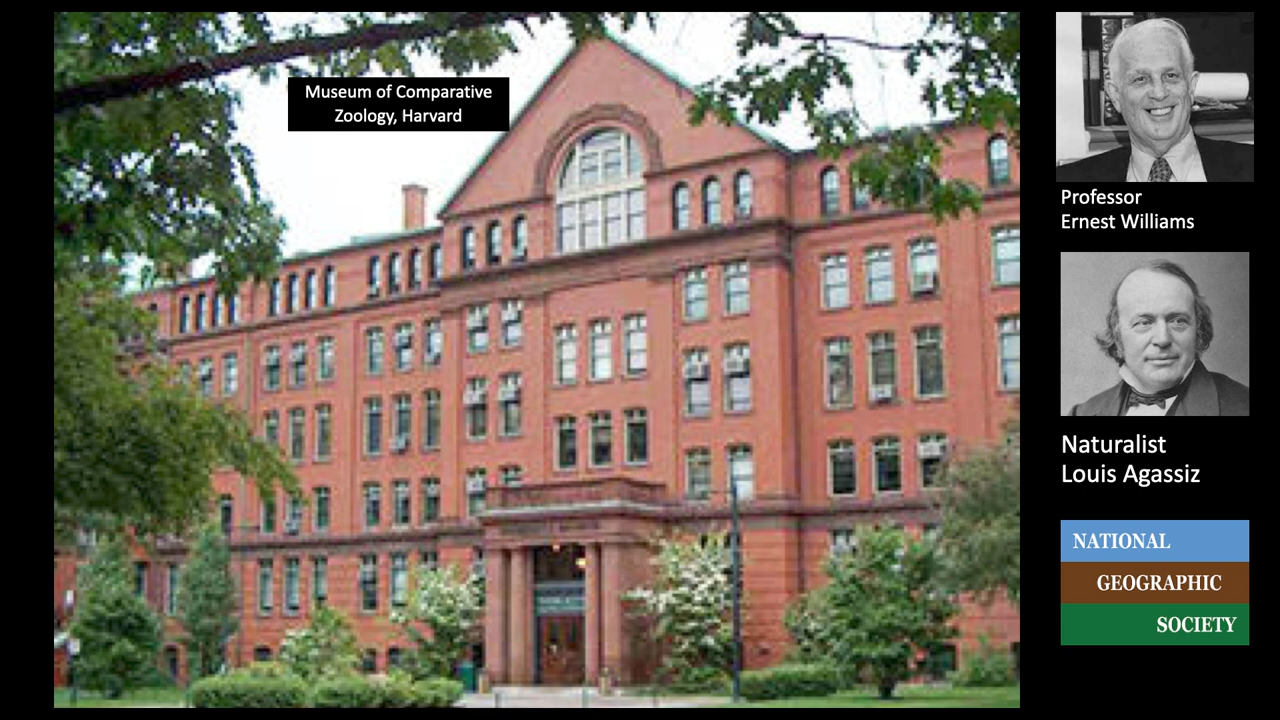 Museum of Comparative
Zoology, Harvard
Professor
Ernest Williams
Naturalist
Louis Agassiz
NATIONAL
GEOGRAPHIC
SOCIETY